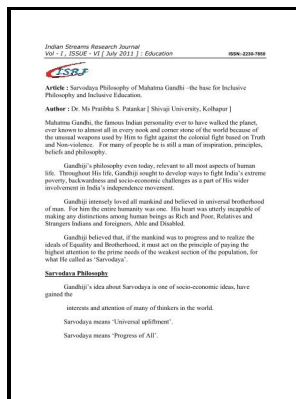 Indian Streams Research Journal
Vol - I , ISSUE - VI [ July 2011 ] : Education ISSN:-2230-7850
ISRJ
Article : Sarvodaya Philosophy of Mahatma Gandhi –the base for Inclusive
Philosophy and Inclusive Education.
Author : Dr. Ms Pratibha S. Patankar [ Shivaji University, Kolhapur ]
Mahatma Gandhi, the famous Indian personality ever to have walked the planet,
ever known to almost all in every nook and corner stone of the world because of
the unusual weapons used by Him to fight against the colonial fight based on Truth
and Non-violence. For many of people he is still a man of inspiration, principles,
beliefs and philosophy.
Gandhiji's philosophy even today, relevant to all most aspects of human
life. Throughout His life, Gandhiji sought to develop ways to fight India's extreme
poverty, backwardness and socio-economic challenges as a part of His wider
involvement in India's independence movement.
Gandhiji intensely loved all mankind and believed in universal brotherhood
of man. For him the entire humanity was one. His heart was utterly incapable of
making any distinctions among human beings as Rich and Poor, Relatives and
Strangers Indians and foreigners, Able and Disabled.
Gandhiji believed that, if the mankind was to progress and to realize the
ideals of Equality and Brotherhood, it must act on the principle of paying the
highest attention to the prime needs of the weakest section of the population, for
what He called as 'Sarvodaya'.
Sarvodaya Philosophy
Gandhiji's idea about Sarvodaya is one of socio-economic ideas, have
gained the
interests and attention of many of thinkers in the world.
Sarvodaya means 'Universal upliftment'.
Sarvodaya means 'Progress of All'.